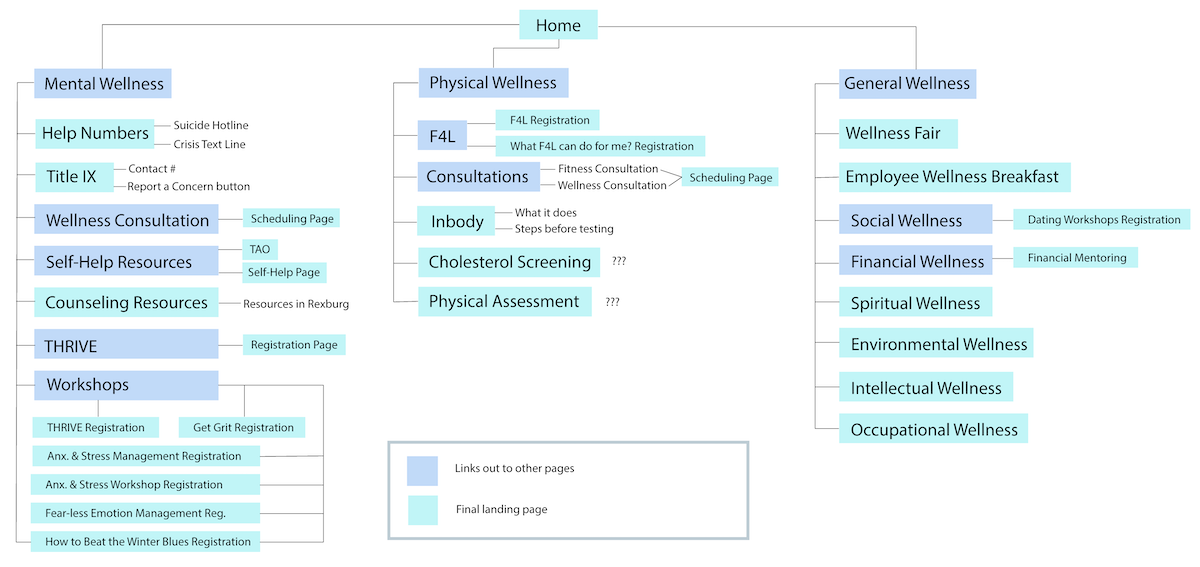 Home
Mental Wellness
Help Numbers
Suicide Hotline
Crisis Text Line
Title IX
Contact #
Report a Concern button
Wellness Consultation
Scheduling Page
Self-Help Resources
TAO
Self-Help Page
Counseling Resources
Resources in Rexburg
THRIVE
Registration Page
Workshops
THRIVE Registration
Get Grit Registration
Anx. & Stress Management Registration
Anx. & Stress Workshop Registration
Fear-less Emotion Management Reg.
How to Beat the Winter Blues Registration
Physical Wellness
F4L
F4L Registration
What F4L can do for me? Registration
Consultations
Fitness Consultation
Wellness Consultation
Scheduling Page
Inbody
What it does
Steps before testing
Cholesterol Screening
???
Physical Assessment
???
General Wellness
Wellness Fair
Employee Wellness Breakfast
Social Wellness
Dating Workshops Registration
Financial Wellness
Financial Mentoring
Spiritual Wellness
Environmental Wellness
Intellectual Wellness
Occupational Wellness
Links out to other pages
Final landing page